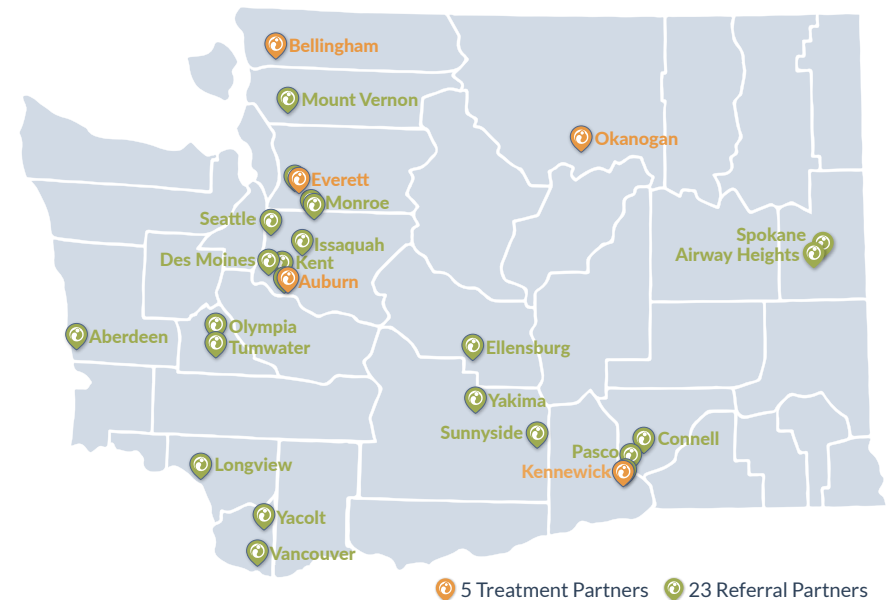 Bellingham
Mount Vernon
Okanogan
Everett
Monroe
Seattle
Issaquah
Spokane
Airway Heights
Des Moines
Kent
Auburn
Olympia
Aberdeen
Tumwater
Ellensburg
Yakima
Sunnyside
Connell
Pasco
Kennewick
Longview
Yacolt
Vancouver
5 Treatment Partners
23 Referral Partners